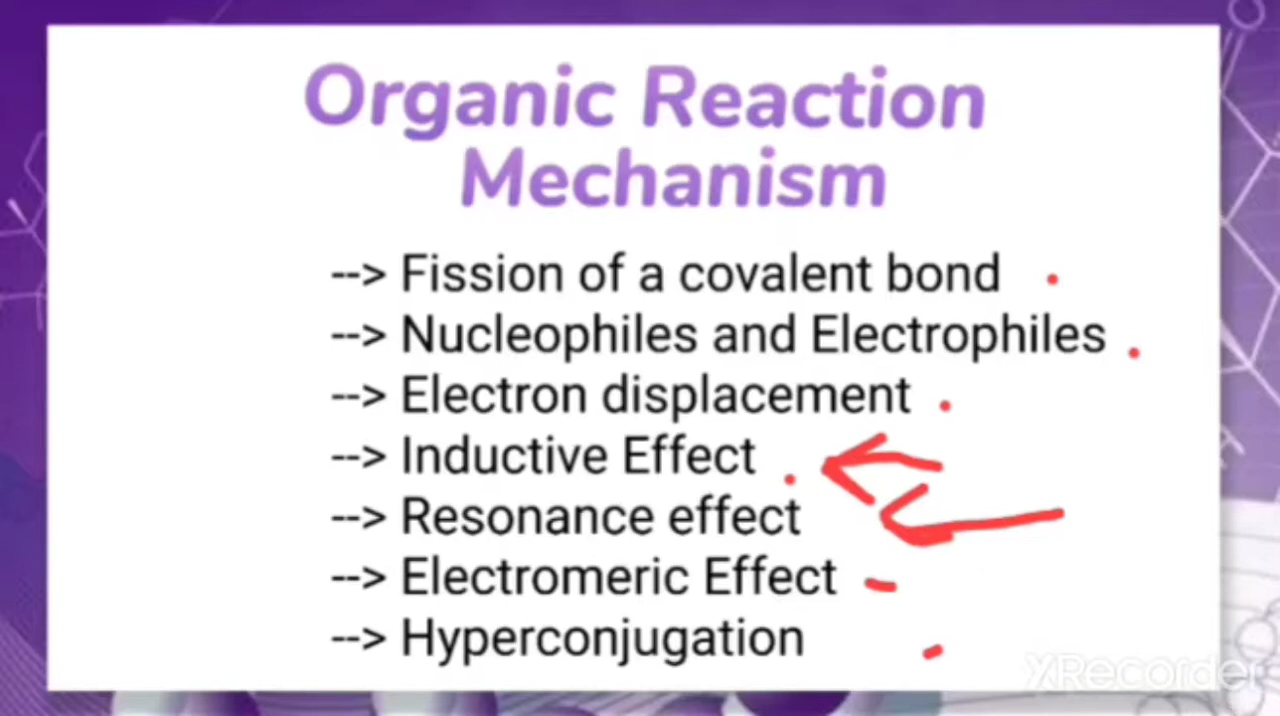 Organic Reaction
Mechanism
--> Fission of a covalent bond
--> Nucleophiles and Electrophiles
--> Electron displacement
--> Inductive Effect
--> Resonance effect
--> Electromeric Effect
--> Hyperconjugation
XRecorder